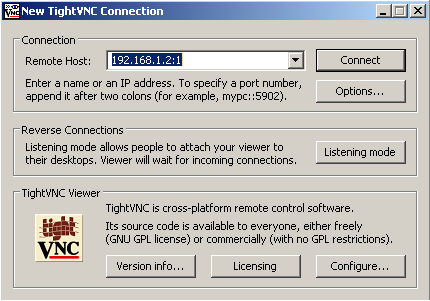 New TightVNC Connection
Connection
Remote Host: 192.168.1.2:1
Connect
Enter a name or an IP address. To specify a port number,
append it after two colons (for example, mypc::5902).
Options...
Reverse Connections
Listening mode allows people to attach your viewer to
their desktops. Viewer will wait for incoming connections.
Listening mode
TightVNC Viewer
VNC
TightVNC is cross-platform remote control software.
Its source code is available to everyone, either freely
(GNU GPL license) or commercially (with no GPL restrictions).
Version info... Licensing Configure...